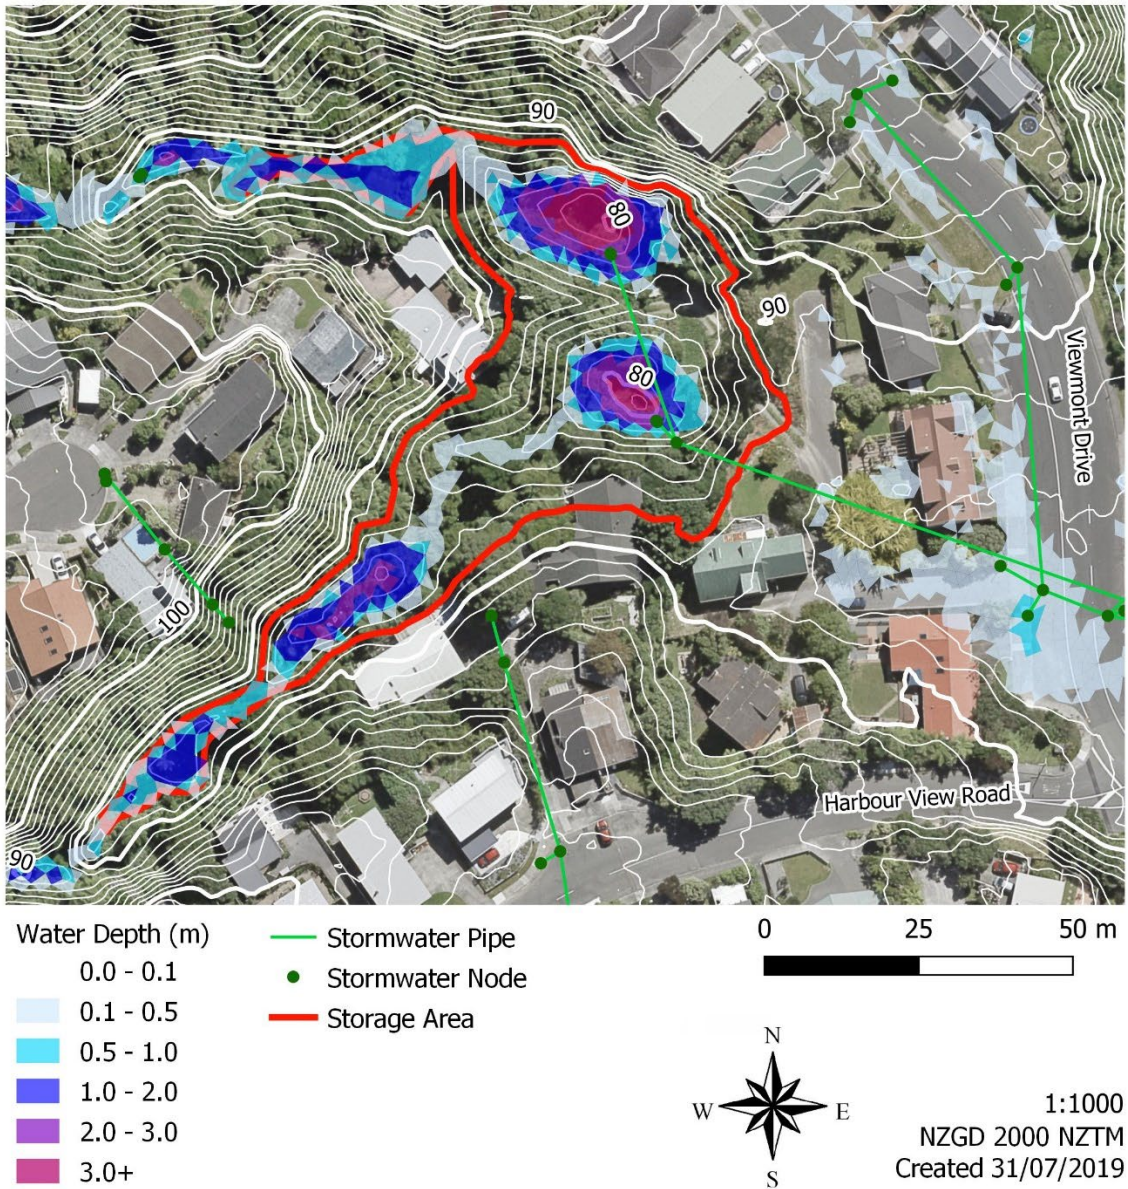 90
80
90
80
Viewmont Drive
100
Harbour View Road
90
Water Depth (m)
0.0 - 0.1
0.1 - 0.5
0.5 - 1.0
1.0 - 2.0
2.0 - 3.0
3.0+
Stormwater Pipe
Stormwater Node
Storage Area
0 25 50 m
N
W E
S
1:1000
NZGD 2000 NZTM
Created 31/07/2019